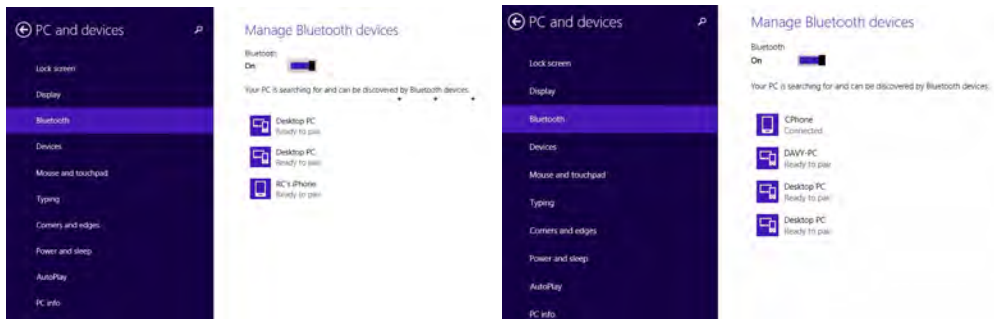 PC and devices
Lock screen
Display
Bluetooth
Devices
Mouse and touchpad
Typing
Corners and edges
Power and sleep
AutoPlay
PC info
Manage Bluetooth devices
Bluetooth
On
Your PC is searching for and can be discovered by Bluetooth devices.
Desktop PC
Ready to pair
Desktop PC
Ready to pair
RC's iPhone
Ready to pair
PC and devices
Lock screen
Display
Bluetooth
Devices
Mouse and touchpad
Typing
Corners and edges
Power and sleep
AutoPlay
PC info
Manage Bluetooth devices
Bluetooth
On
Your PC is searching for and can be discovered by Bluetooth devices.
CPhone
Connected
DAVY-PC
Ready to pair
Desktop PC
Ready to pair
Desktop PC
Ready to pair